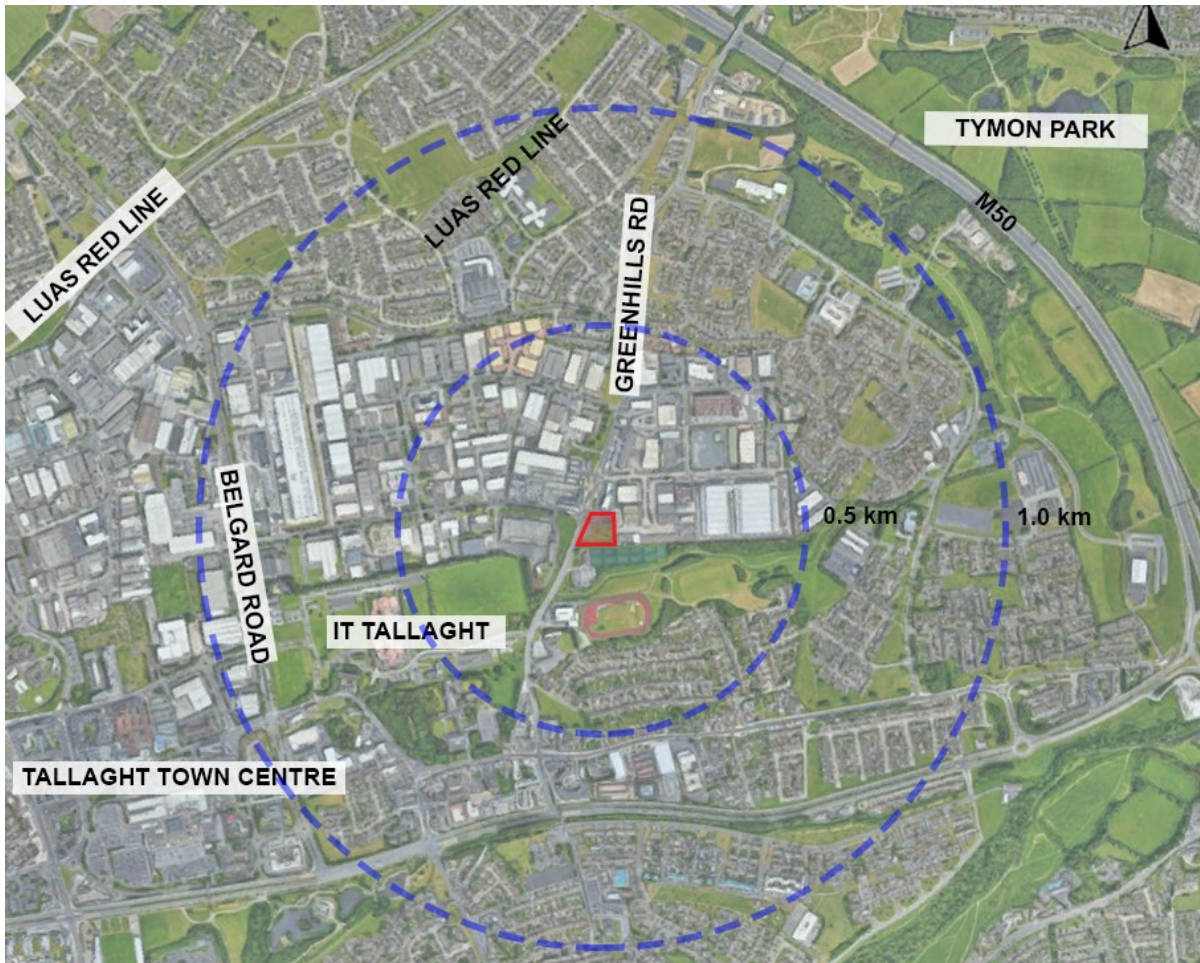 TYMON PARK
LUAS RED LINE
LUAS RED LINE
M50
GREENHILLS RD
0.5 km
1.0 km
BELGARD ROAD
IT TALLAGHT
TALLAGHT TOWN CENTRE